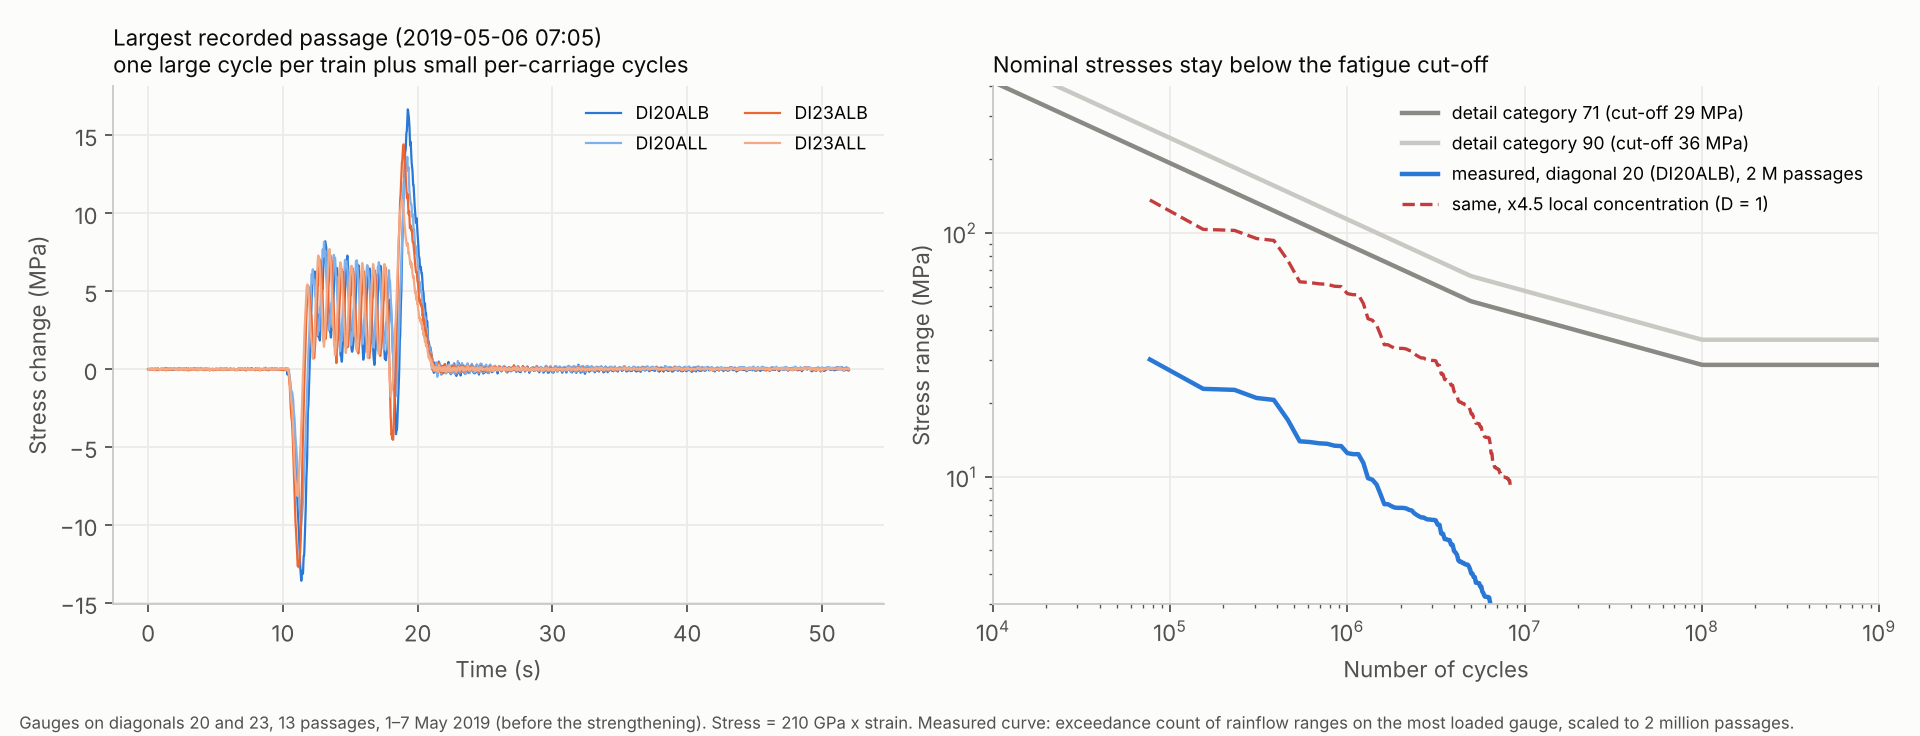 Largest recorded passage (2019-05-06 07:05)
one large cycle per train plus small per-carriage cycles
DI20ALB
DI23ALB
DI20ALL
DI23ALL
Stress change (MPa)
15
10
5
0
−5
−10
−15
0
10
20
30
40
50
Time (s)
Nominal stresses stay below the fatigue cut-off
detail category 71 (cut-off 29 MPa)
detail category 90 (cut-off 36 MPa)
measured, diagonal 20 (DI20ALB), 2 M passages
same, x4.5 local concentration (D = 1)
Stress range (MPa)
10²
10¹
10⁴
10⁵
10⁶
10⁷
10⁸
10⁹
Number of cycles
Gauges on diagonals 20 and 23, 13 passages, 1–7 May 2019 (before the strengthening). Stress = 210 GPa x strain. Measured curve: exceedance count of rainflow ranges on the most loaded gauge, scaled to 2 million passages.